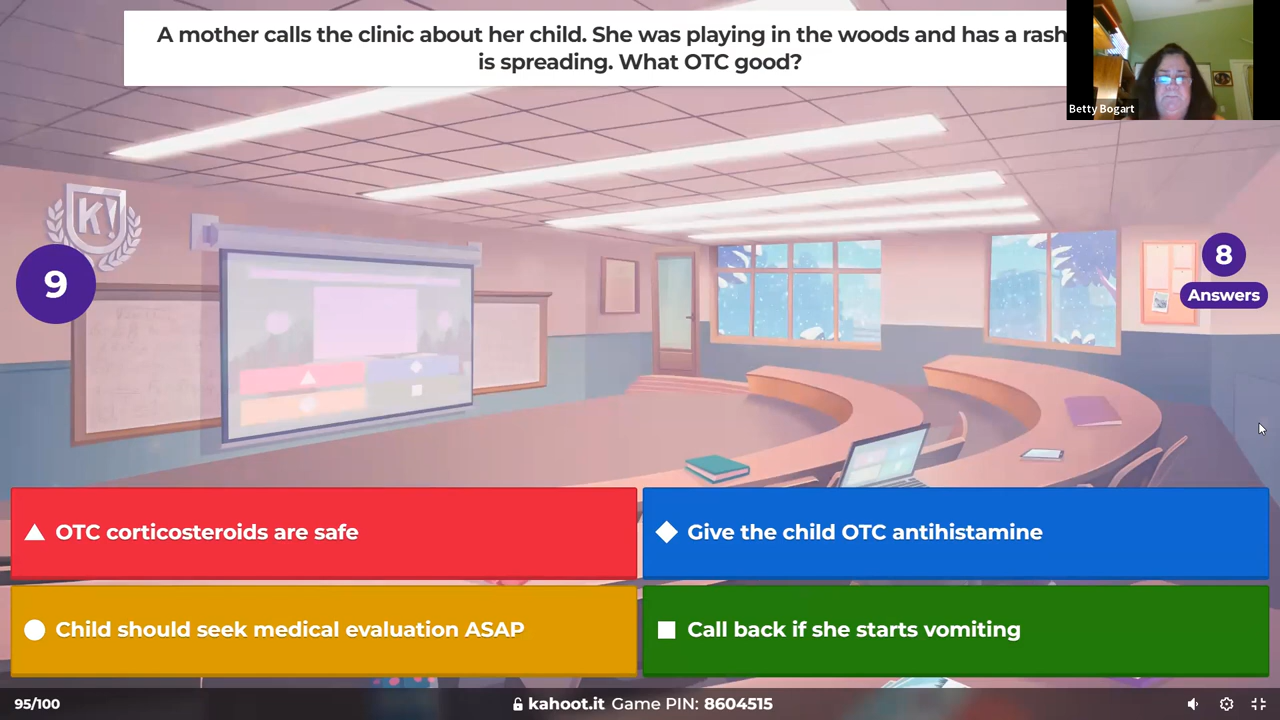 A mother calls the clinic about her child. She was playing in the woods and has a rash
is spreading. What OTC good?
Betty Bogart
K!
9
8
Answers
OTC corticosteroids are safe
Give the child OTC antihistamine
Child should seek medical evaluation ASAP
Call back if she starts vomiting
95/100
kahoot.it Game PIN: 8604515